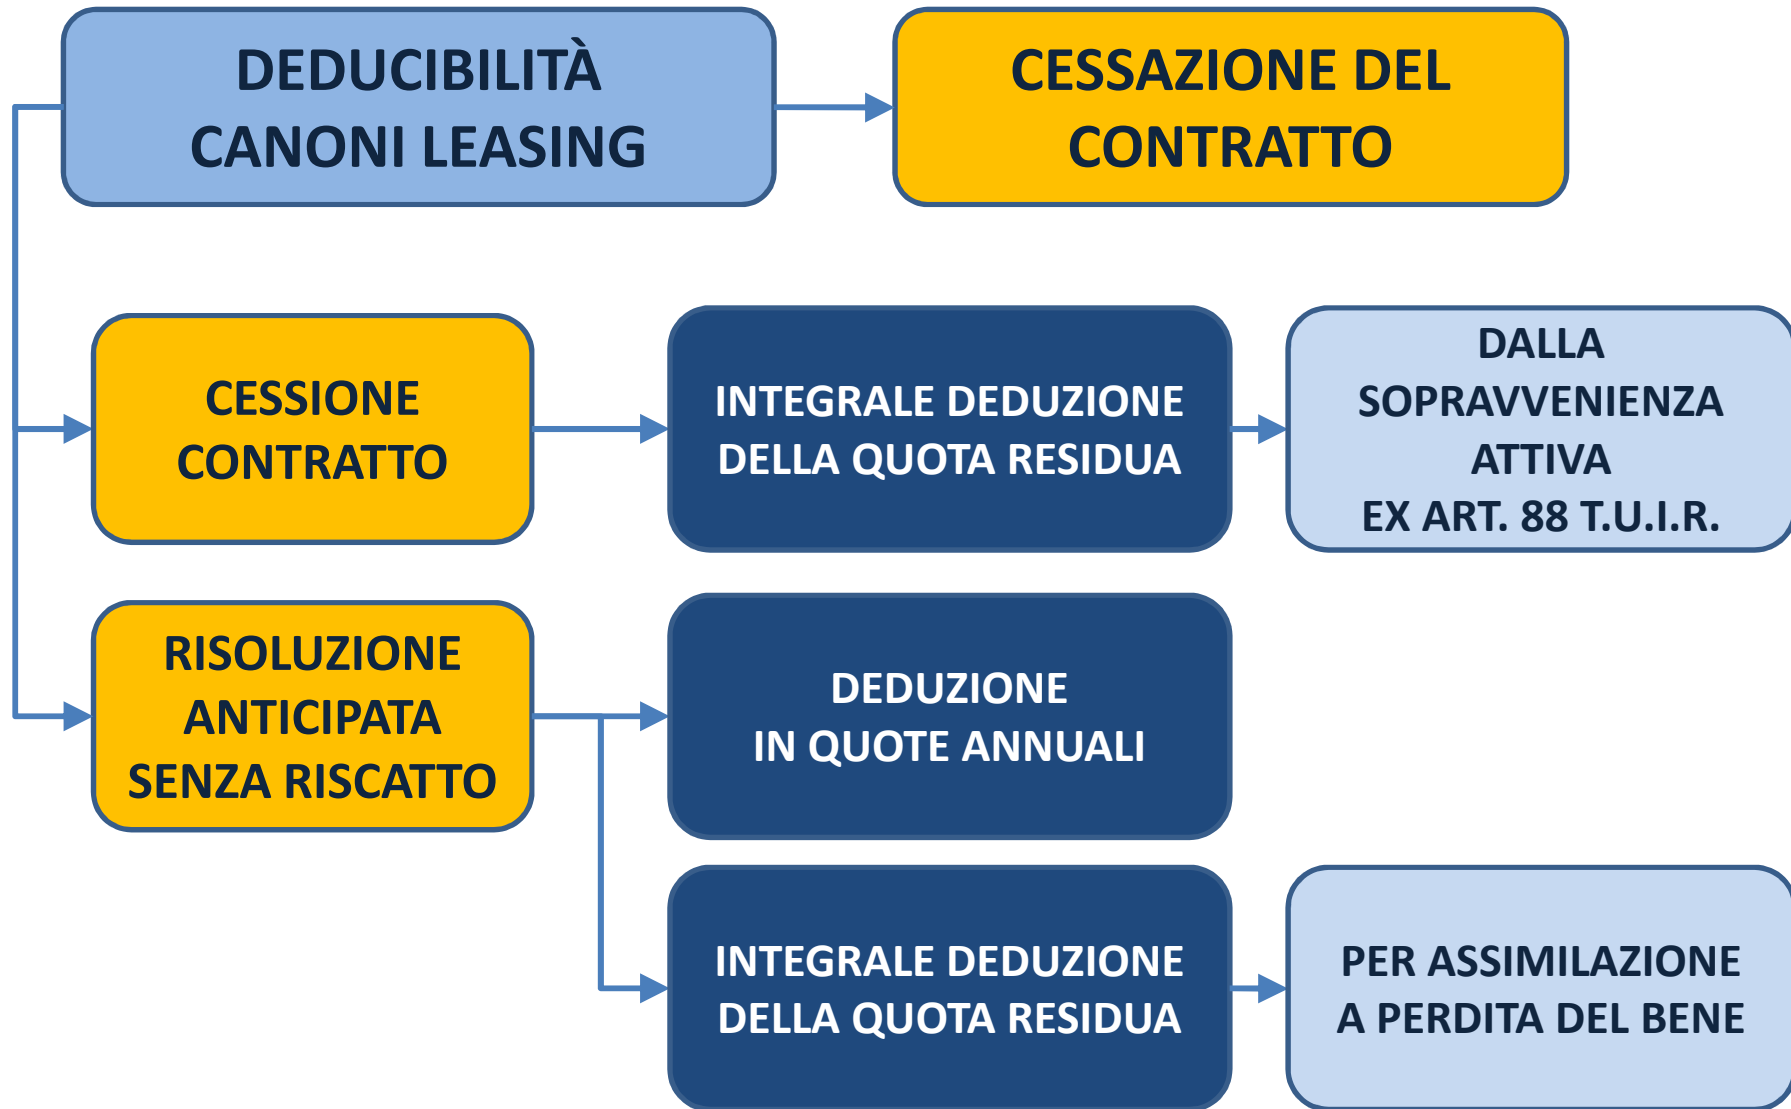 DEDUCIBILITÀ
CANONI LEASING
CESSAZIONE DEL
CONTRATTO
CESSIONE
CONTRATTO
INTEGRALE DEDUZIONE
DELLA QUOTA RESIDUA
DALLA
SOPRAVVENIENZA
ATTIVA
EX ART. 88 T.U.I.R.
RISOLUZIONE
ANTICIPATA
SENZA RISCATTO
DEDUZIONE
IN QUOTE ANNUALI
INTEGRALE DEDUZIONE
DELLA QUOTA RESIDUA
PER ASSIMILAZIONE
A PERDITA DEL BENE